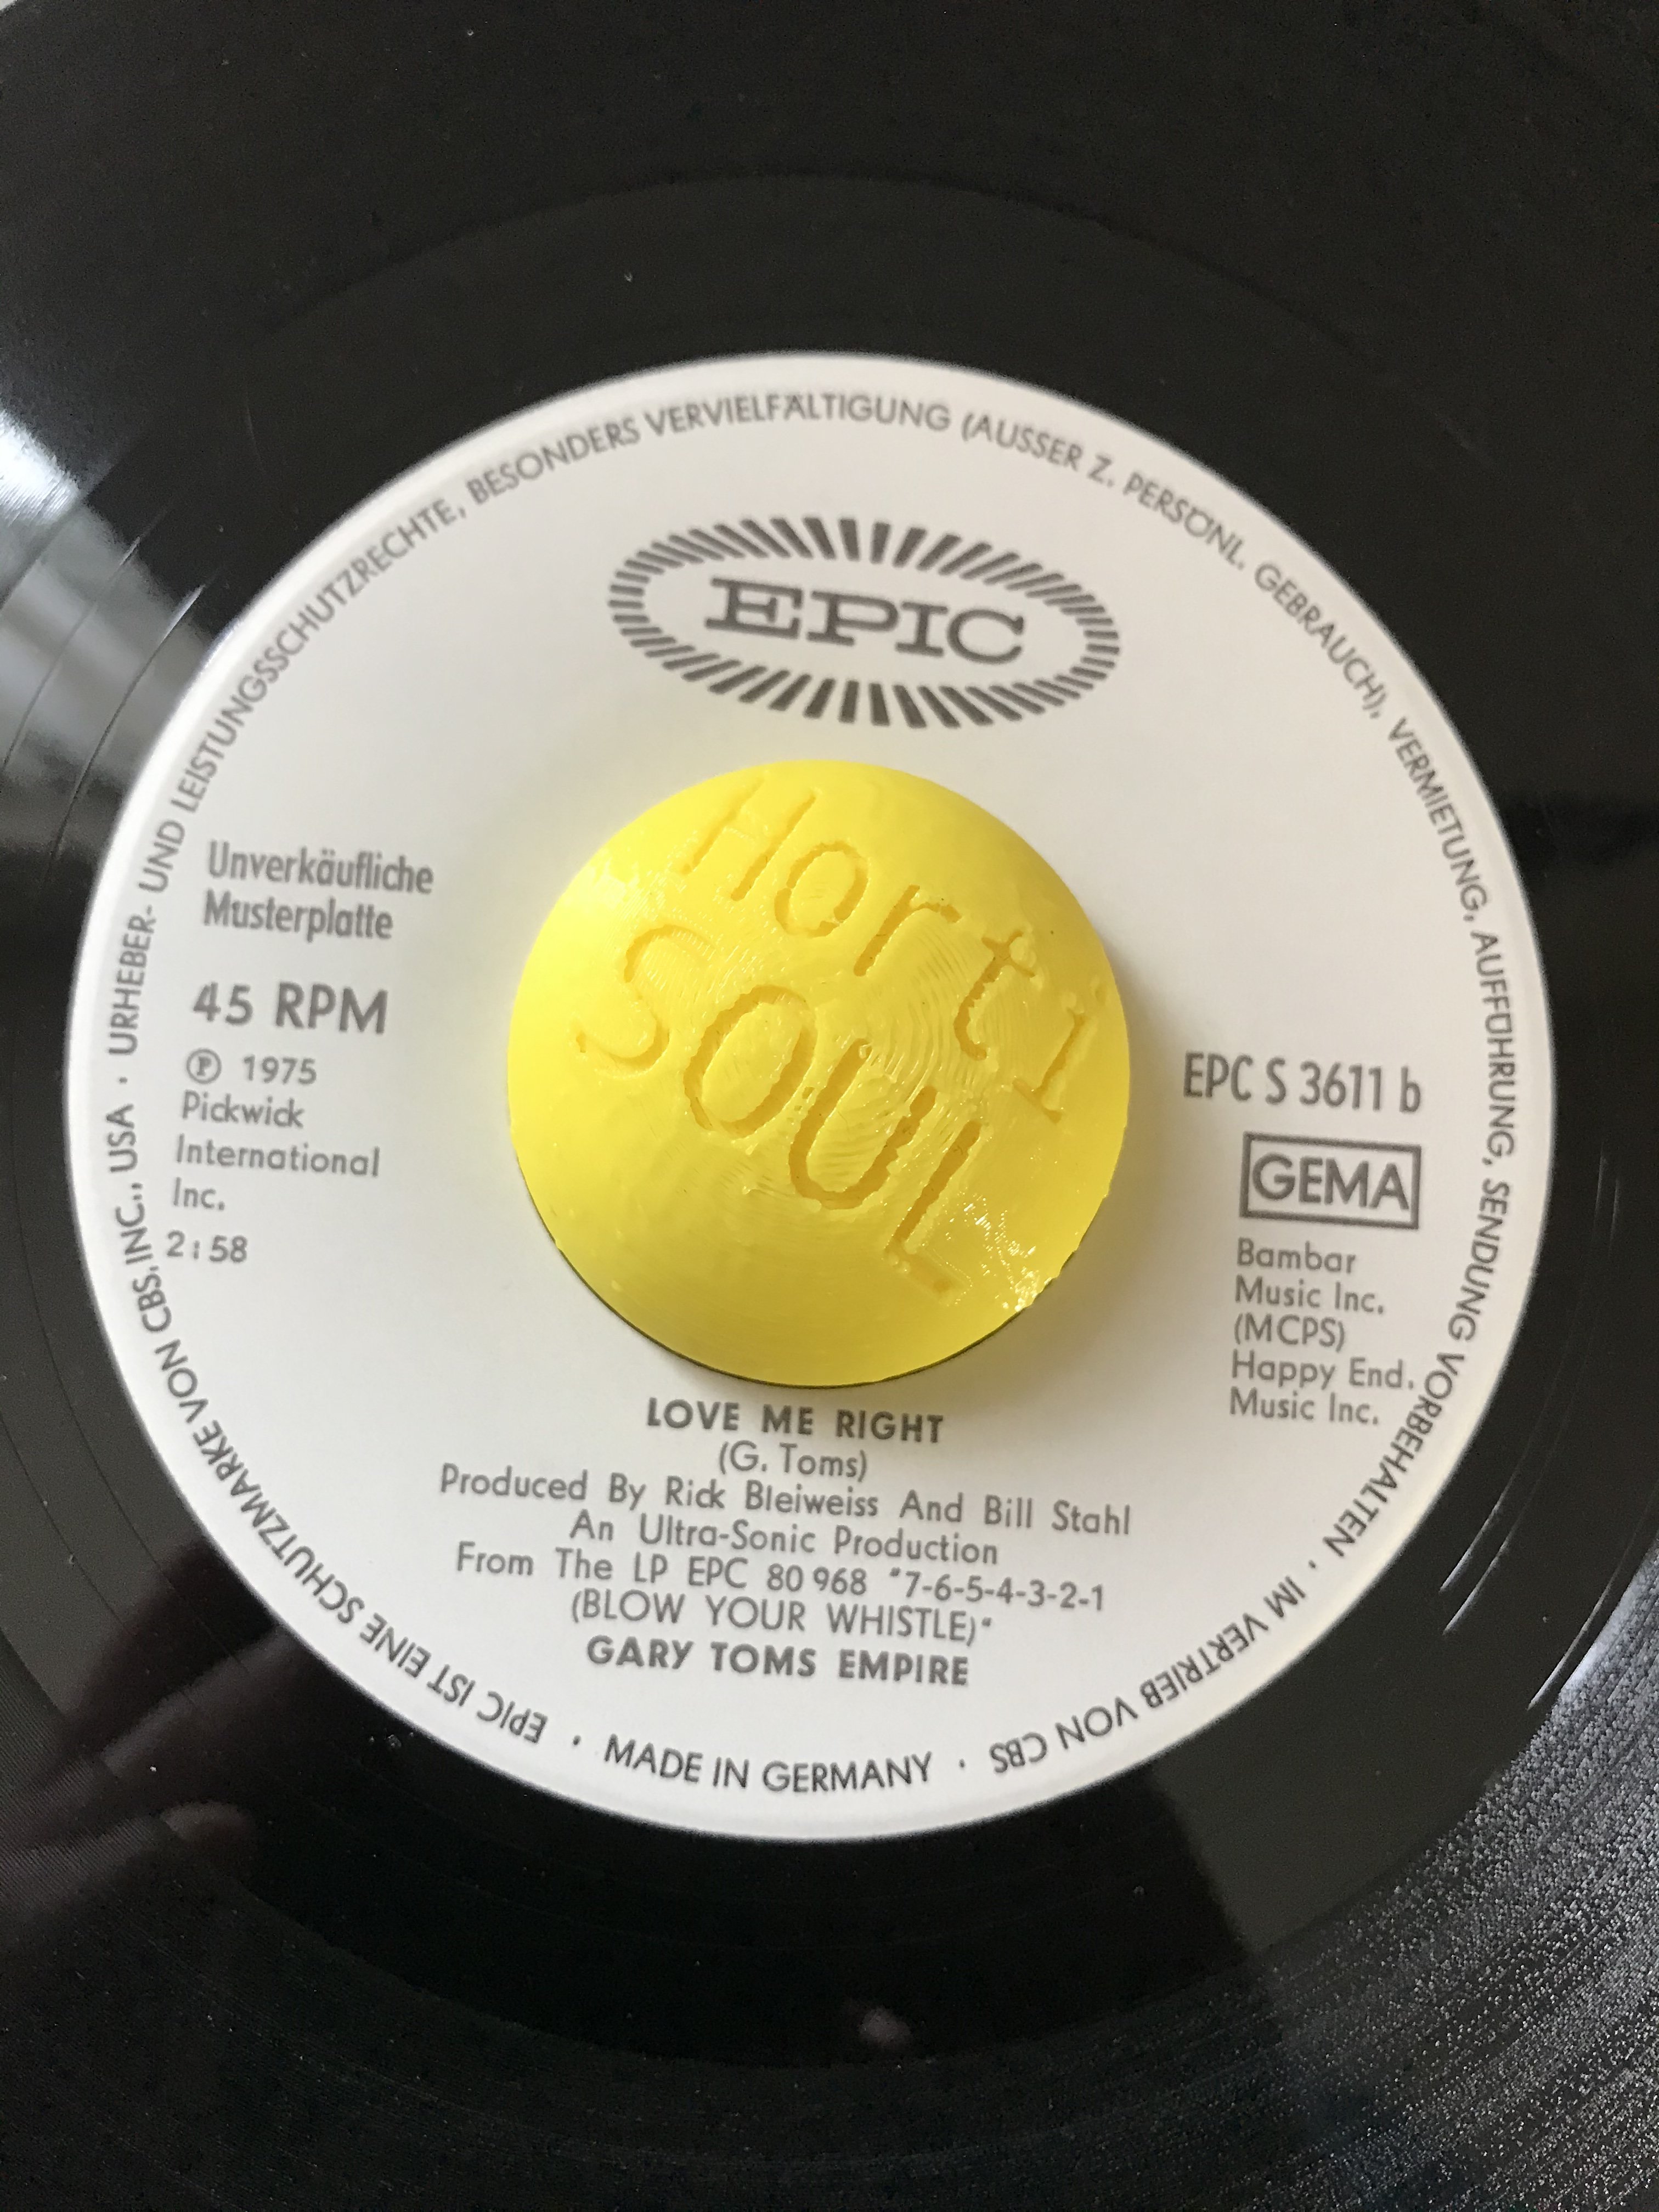 URHEBER- UND LEISTUNGSSCHUTZRECHTE, BESONDERS VERVIELFÄLTIGUNG (AUSSER Z. PERSÖNL. GEBRAUCH), VERMIETUNG, AUFFÜHRUNG, SENDUNG VORBEHALTEN · IM VERTRIEB VON CBS · MADE IN GERMANY · EPIC IST EINE SCHUTZMARKE VON CBS, INC., USA ·
EPIC
Horti
SOUL
Unverkäufliche
Musterplatte
45 RPM
℗ 1975
Pickwick
International
Inc.
2:58
EPC S 3611 b
GEMA
Bambar
Music Inc.
(MCPS)
Happy End.
Music Inc.
LOVE ME RIGHT
(G. Toms)
Produced By Rick Bleiweiss And Bill Stahl
An Ultra-Sonic Production
From The LP EPC 80 968 "7-6-5-4-3-2-1
(BLOW YOUR WHISTLE)"
GARY TOMS EMPIRE